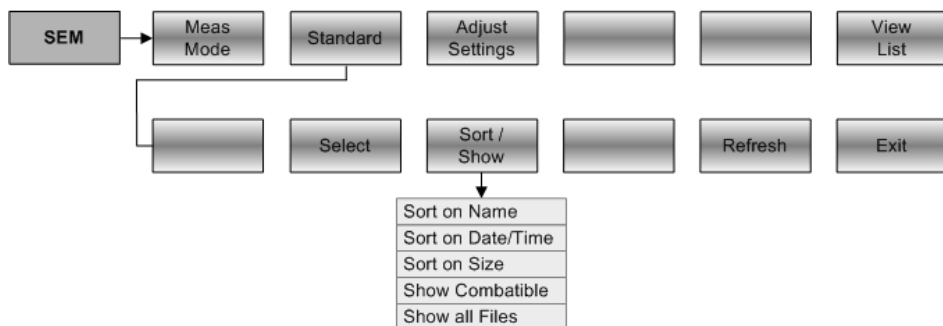 SEM
Meas
Mode
Standard
Adjust
Settings
View
List
Select
Sort /
Show
Refresh
Exit
Sort on Name
Sort on Date/Time
Sort on Size
Show Combatible
Show all Files